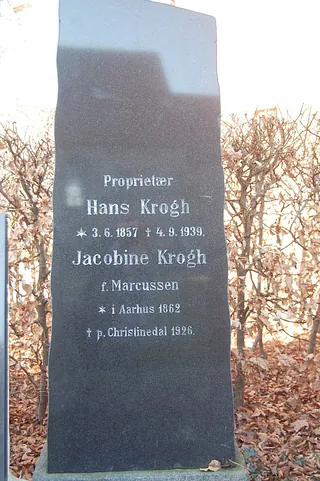 Proprietær
Hans Krogh
* 3.6.1857 † 4.9.1939.
Jacobine Krogh
f. Marcussen
* i Aarhus 1862
† p. Christinedal 1926.